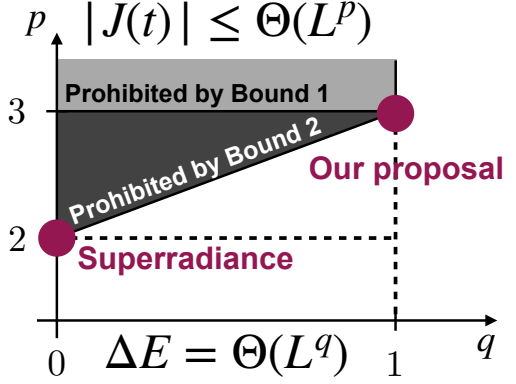 p |J(t)| ≤ Θ(L^p)
3 Prohibited by Bound 1
Prohibited by Bound 2
Our proposal
2 Superradiance
0 ΔE = Θ(L^q) 1 q